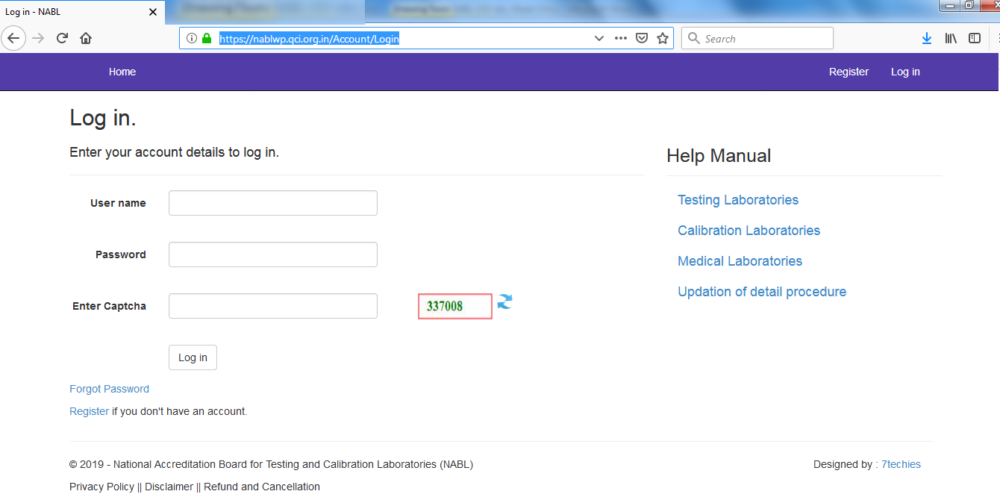 Log in - NABL
https://nablwp.qci.org.in/Account/Login
Search
Home
Register
Log in
Log in.
Enter your account details to log in.
User name
Password
Enter Captcha
337008
Log in
Forgot Password
Register if you don't have an account.
Help Manual
Testing Laboratories
Calibration Laboratories
Medical Laboratories
Updation of detail procedure
© 2019 - National Accreditation Board for Testing and Calibration Laboratories (NABL)
Designed by : 7techies
Privacy Policy || Disclaimer || Refund and Cancellation